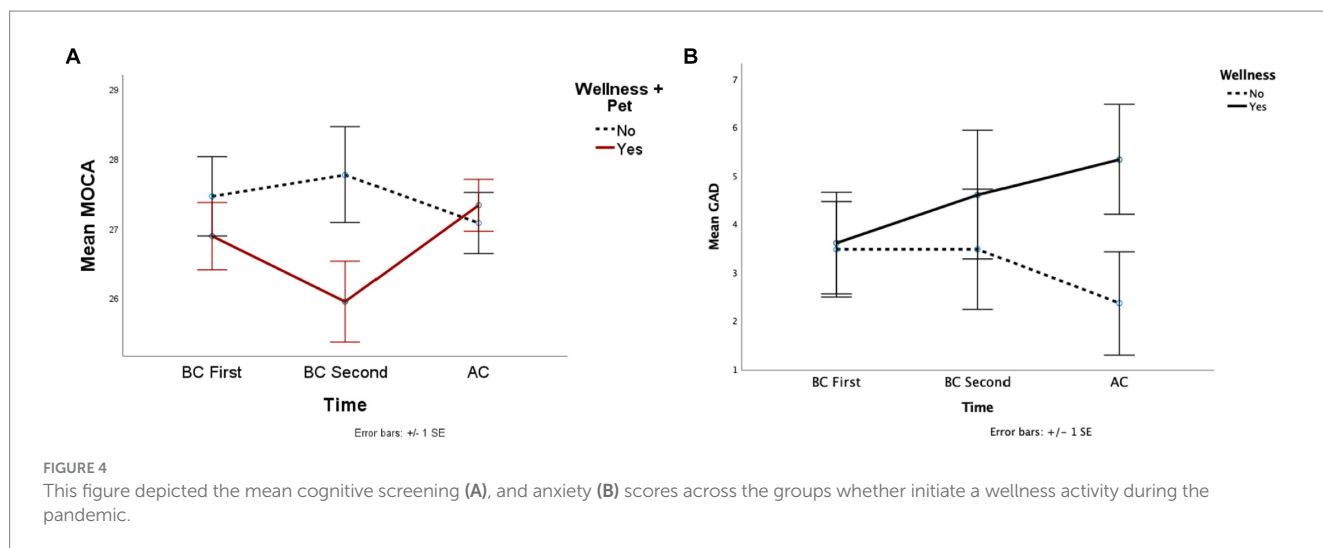 A
Mean MOCA
29
28
27
26
BC First
BC Second
AC
Time
Error bars: +/- 1 SE
Wellness +
Pet
No
Yes
B
Mean GAD
7
6
5
4
3
2
1
BC First
BC Second
AC
Time
Error bars: +/− 1 SE
Wellness
No
Yes
FIGURE 4
This figure depicted the mean cognitive screening (A), and anxiety (B) scores across the groups whether initiate a wellness activity during the
pandemic.